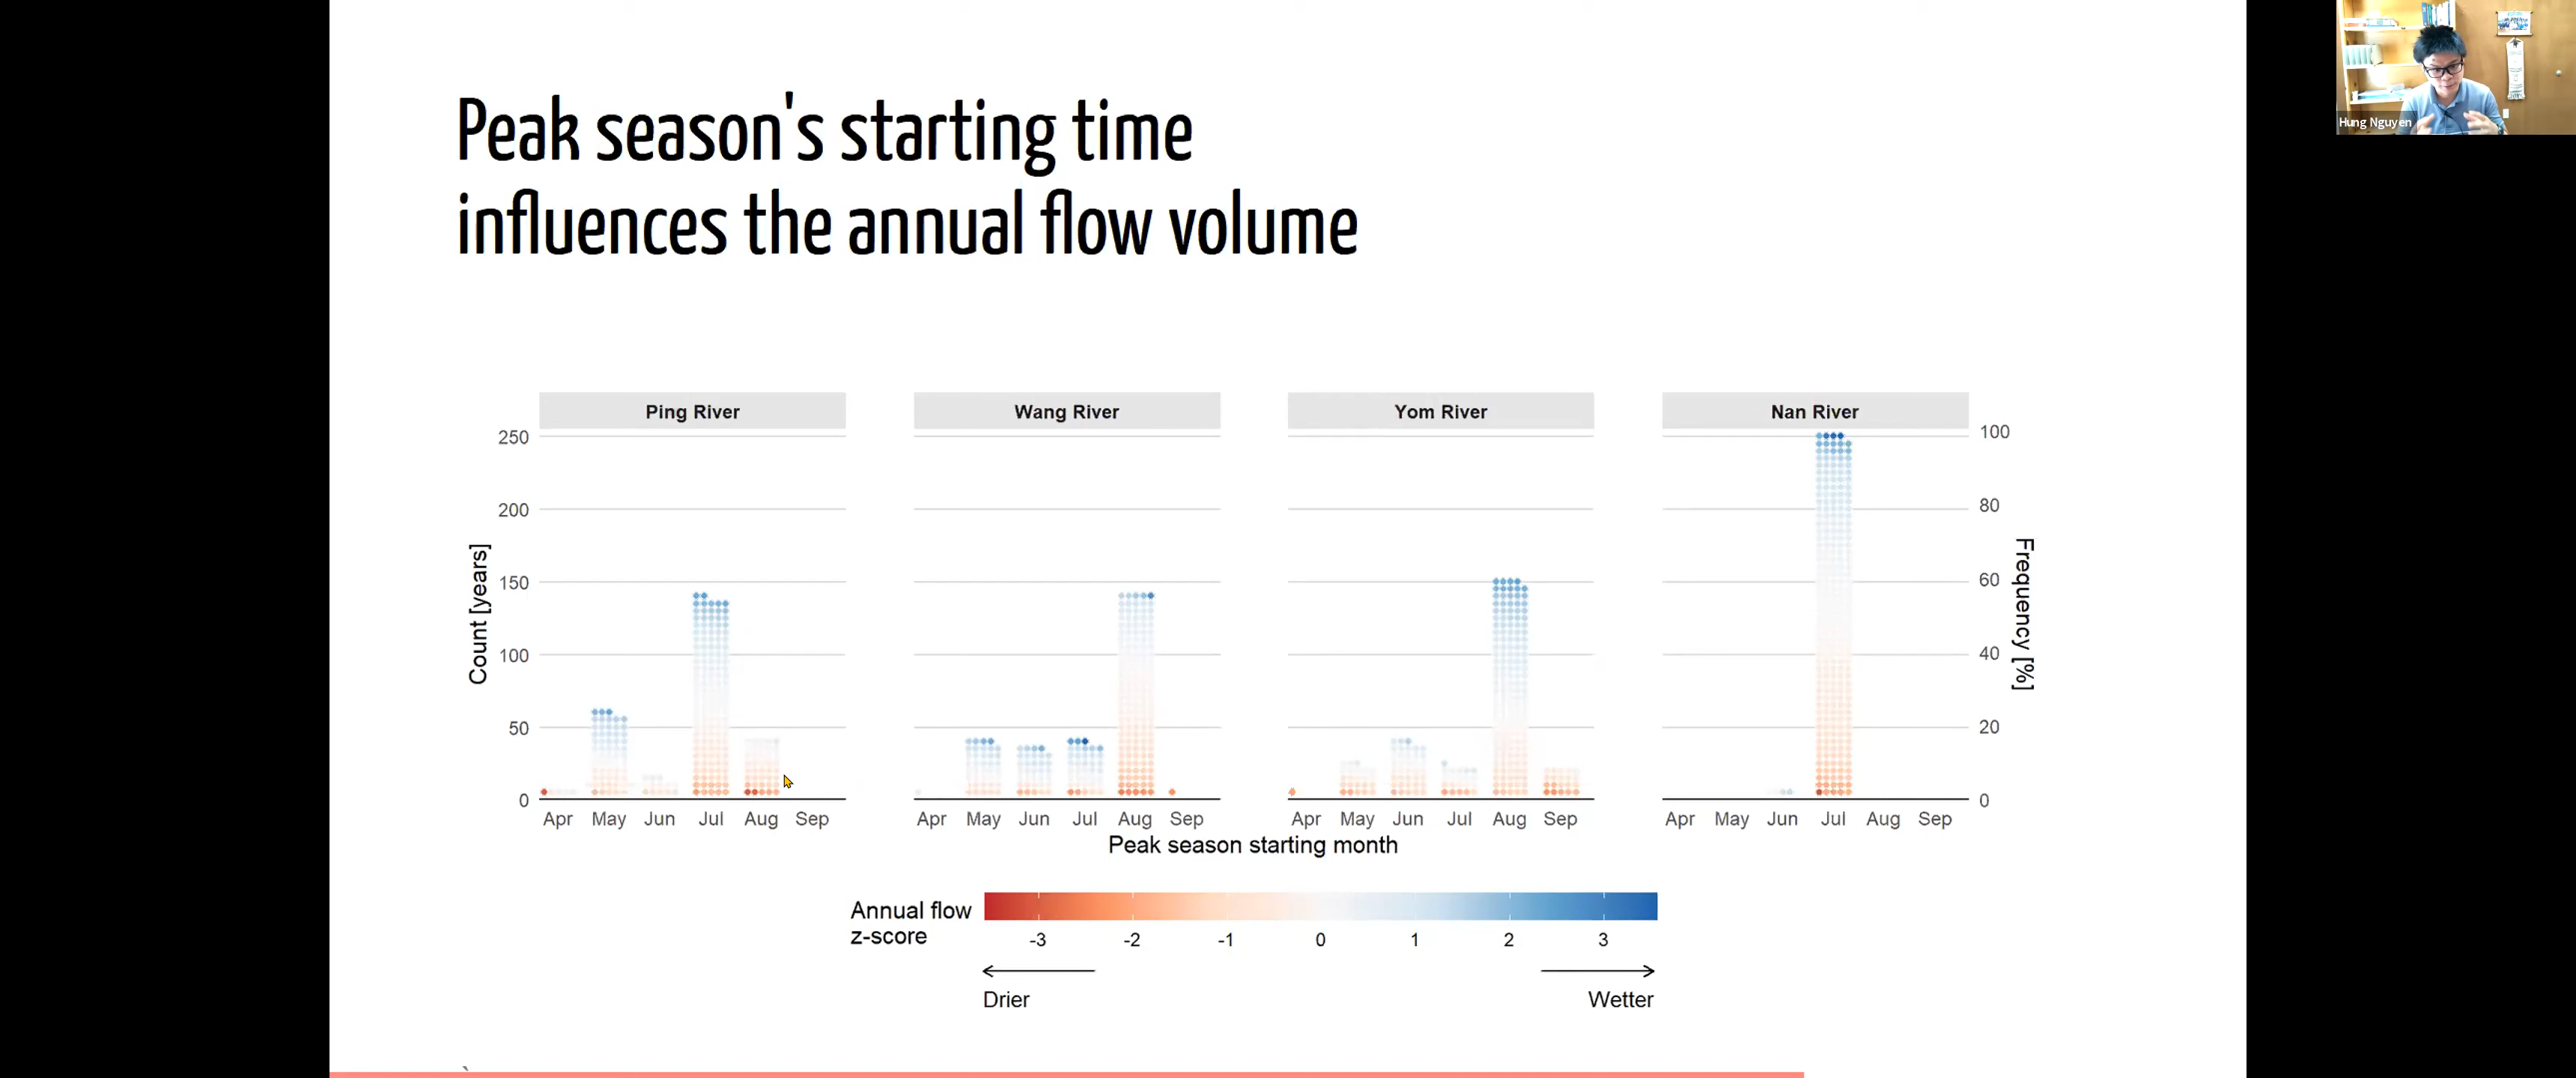 Hung Nguyen
Peak season's starting time
influences the annual flow volume
Ping River
Wang River
Yom River
Nan River
250
200
150
100
50
0
Count [years]
100
80
60
40
20
0
Frequency [%]
Apr May Jun Jul Aug Sep
Apr May Jun Jul Aug Sep
Apr May Jun Jul Aug Sep
Apr May Jun Jul Aug Sep
Peak season starting month
Annual flow
z-score
-3 -2 -1 0 1 2 3
Drier
Wetter